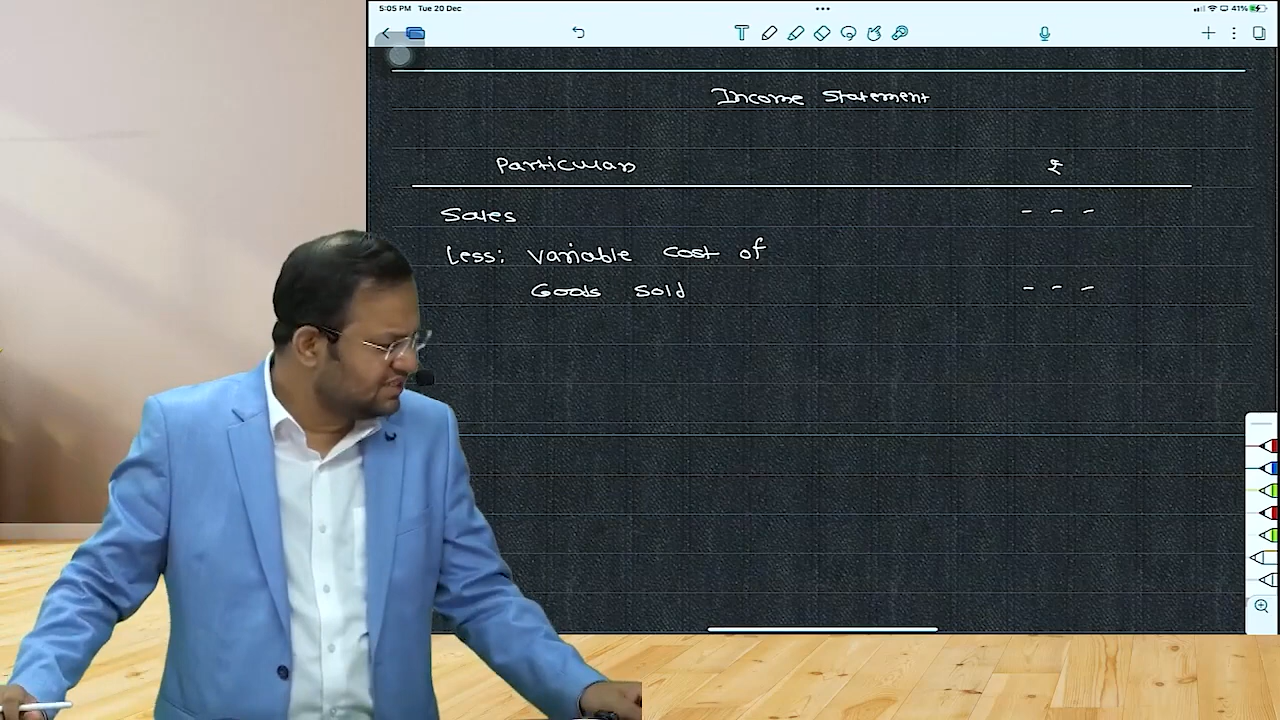 5:05 PM Tue 20 Dec
41%
Income Statement
Particulars ₹
Sales - - -
Less: Variable cost of
Goods Sold - - -